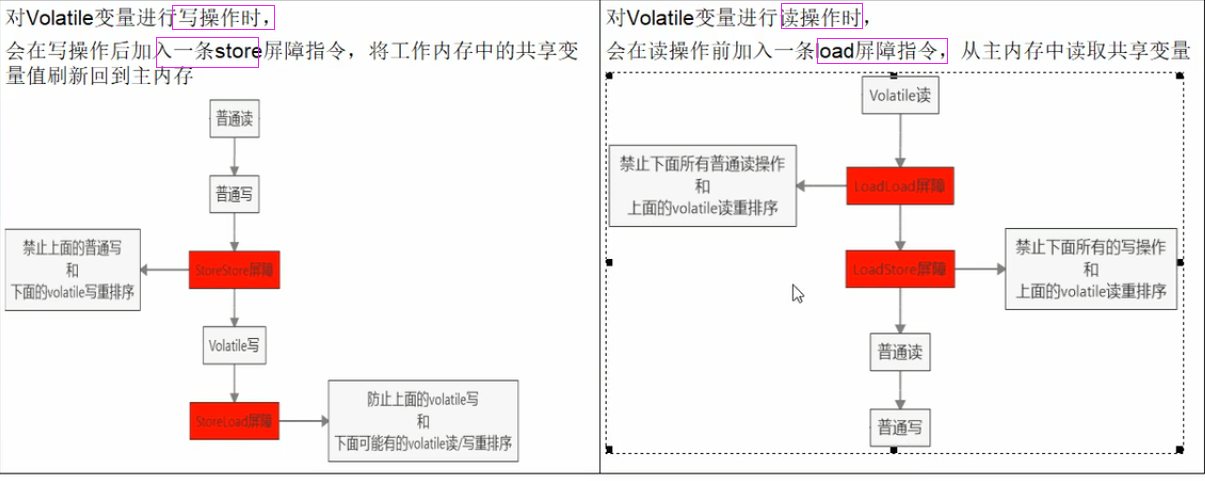 对Volatile变量进行写操作时，
会在写操作后加入一条store屏障指令，将工作内存中的共享变
量值刷新回到主内存
普通读
普通写
禁止上面的普通写
和
下面的volatile写重排序
StoreStore屏障
Volatile写
StoreLoad屏障
防止上面的volatile写
和
下面可能有的volatile读/写重排序
对Volatile变量进行读操作时，
会在读操作前加入一条load屏障指令，从主内存中读取共享变量
Volatile读
禁止下面所有普通读操作
和
上面的volatile读重排序
LoadLoad屏障
LoadStore屏障
禁止下面所有的写操作
和
上面的volatile读重排序
普通读
普通写